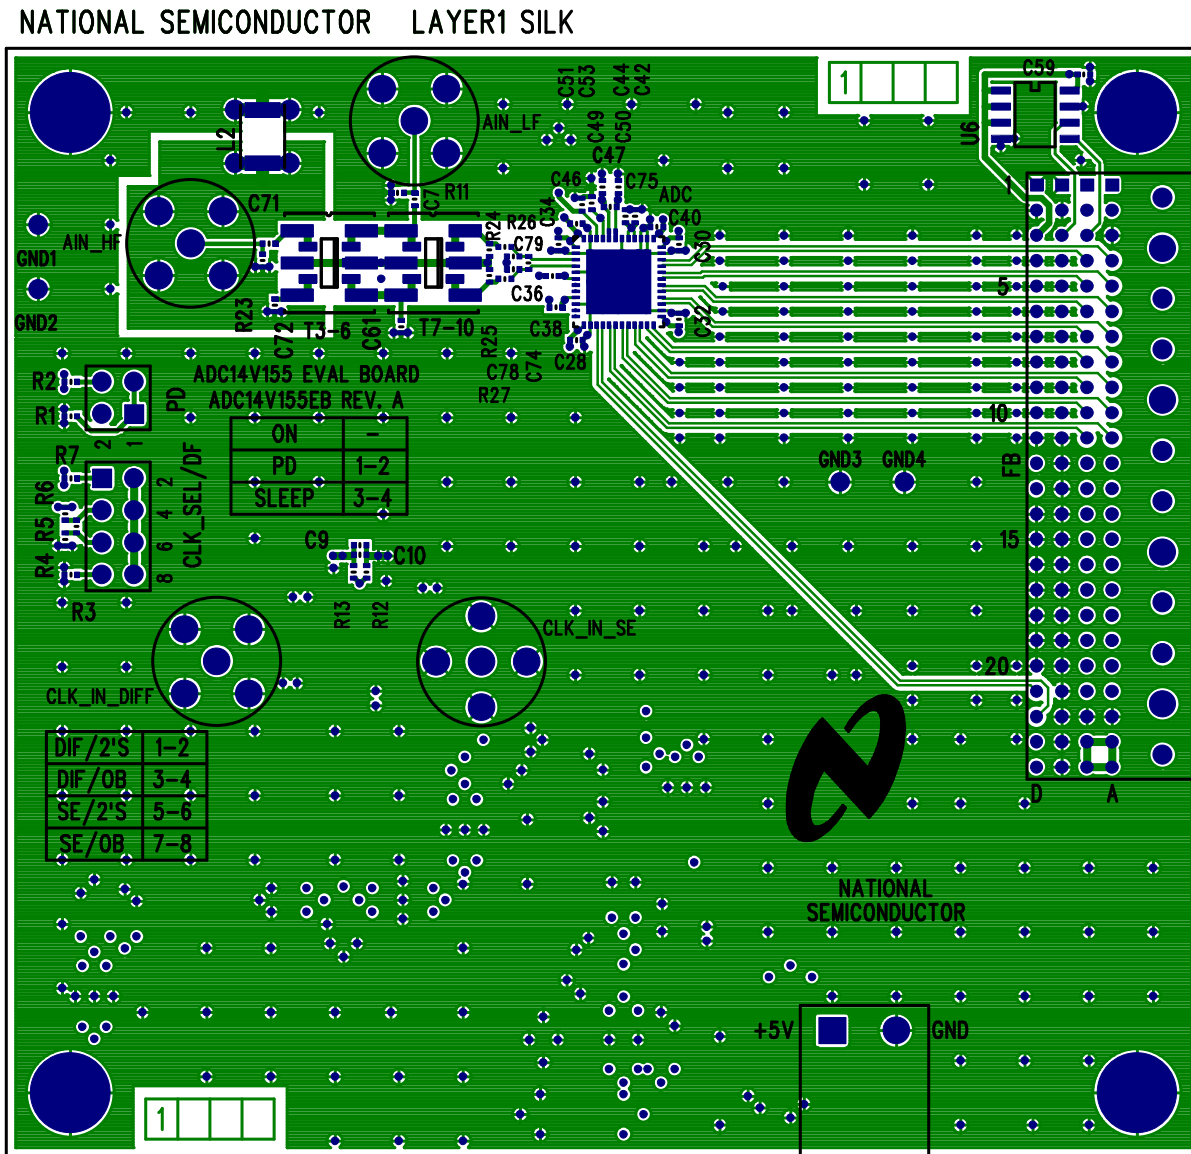 NATIONAL SEMICONDUCTOR LAYER1 SILK
1
C51
C53
C44
C42
C59
U6
L2
AIN_LF
C49
C50
C47
C46
C75
ADC
R11
C7
C71
C34
R24
R26
C79
C40
C30
AIN_HF
GND1
GND2
C36
C38
C28
C32
R23
C72
T3-6
C61
T7-10
R25
C78
C74
R27
1
5
10
15
20
FB
D
A
ADC14V155 EVAL BOARD
ADC14V155EB REV. A
ON -
PD 1-2
SLEEP 3-4
R2
R1
PD
2
1
R7
R6
R5
R4
R3
2
4
6
8
CLK_SEL/DF
GND3
GND4
C9
C10
R13
R12
CLK_IN_SE
CLK_IN_DIFF
DIF/2'S 1-2
DIF/OB 3-4
SE/2'S 5-6
SE/OB 7-8
NATIONAL
SEMICONDUCTOR
+5V
GND
1